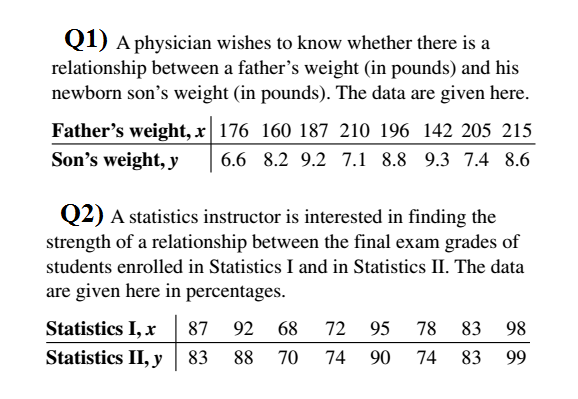 Q1) A physician wishes to know whether there is a
relationship between a father’s weight (in pounds) and his
newborn son’s weight (in pounds). The data are given here.
Father’s weight, x 176 160 187 210 196 142 205 215
Son’s weight, y 6.6 8.2 9.2 7.1 8.8 9.3 7.4 8.6
Q2) A statistics instructor is interested in finding the
strength of a relationship between the final exam grades of
students enrolled in Statistics I and in Statistics II. The data
are given here in percentages.
Statistics I, x 87 92 68 72 95 78 83 98
Statistics II, y 83 88 70 74 90 74 83 99